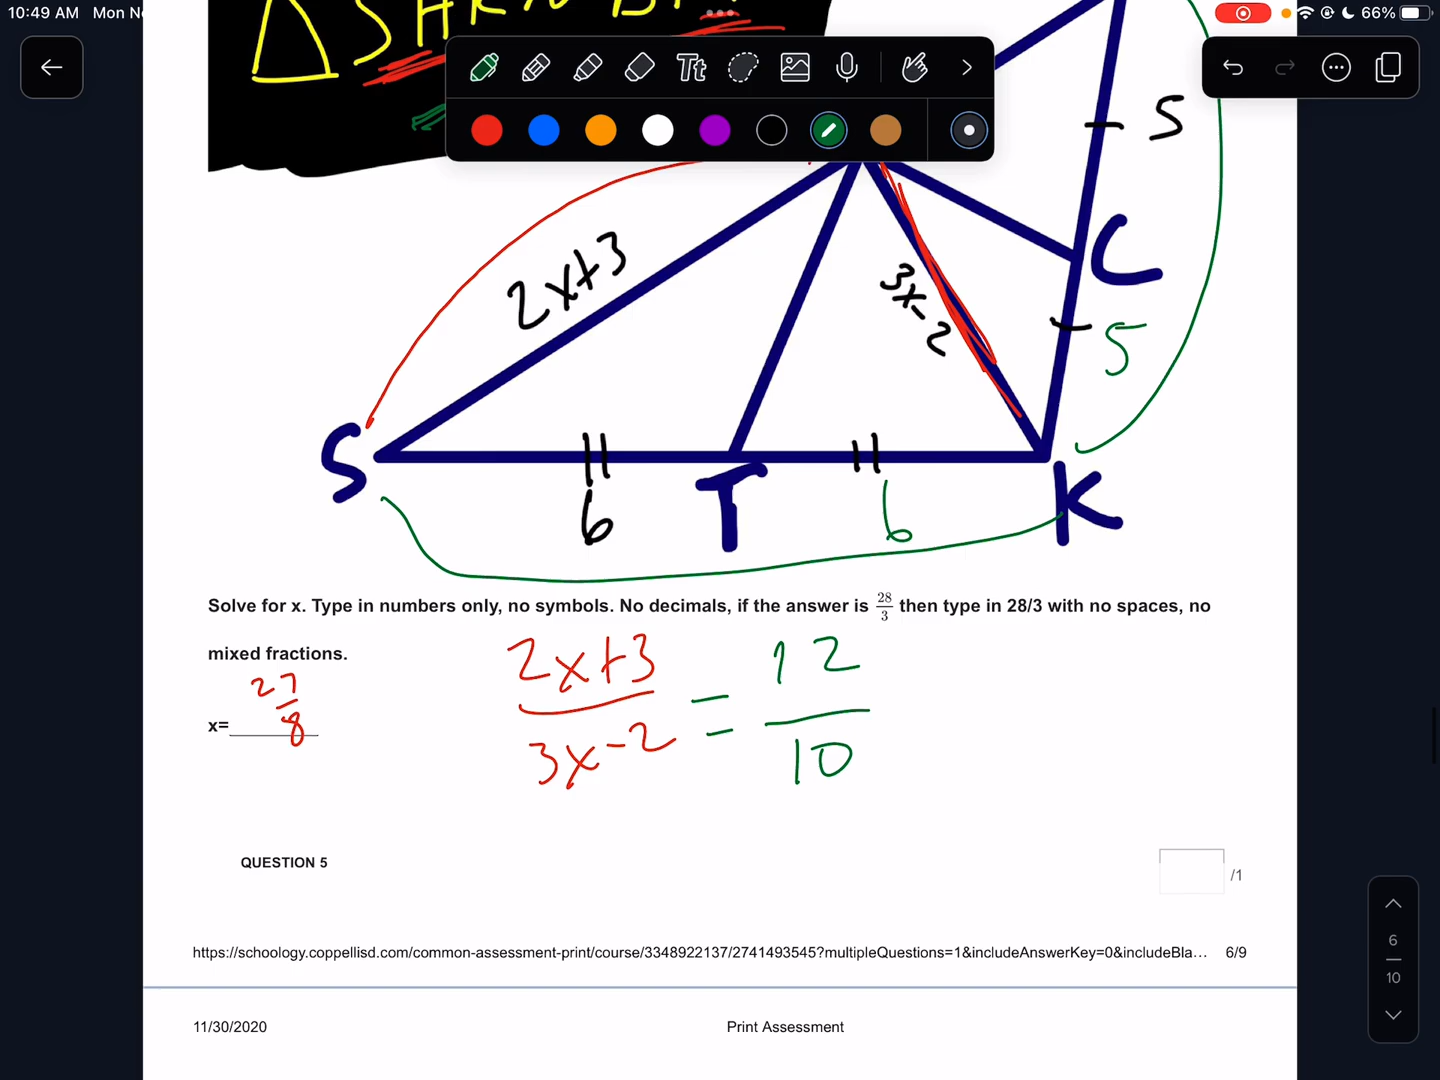 10:49 AM Mon N
66%
Tt
5
C
2x+3
3x-2
5
S
T
K
6
6
Solve for x. Type in numbers only, no symbols. No decimals, if the answer is 28/3 then type in 28/3 with no spaces, no
mixed fractions.
x= 27/8
2x+3/3x-2 = 12/10
QUESTION 5
/1
https://schoology.coppellisd.com/common-assessment-print/course/3348922137/2741493545?multipleQuestions=1&includeAnswerKey=0&includeBla… 6/9
6
10
11/30/2020
Print Assessment